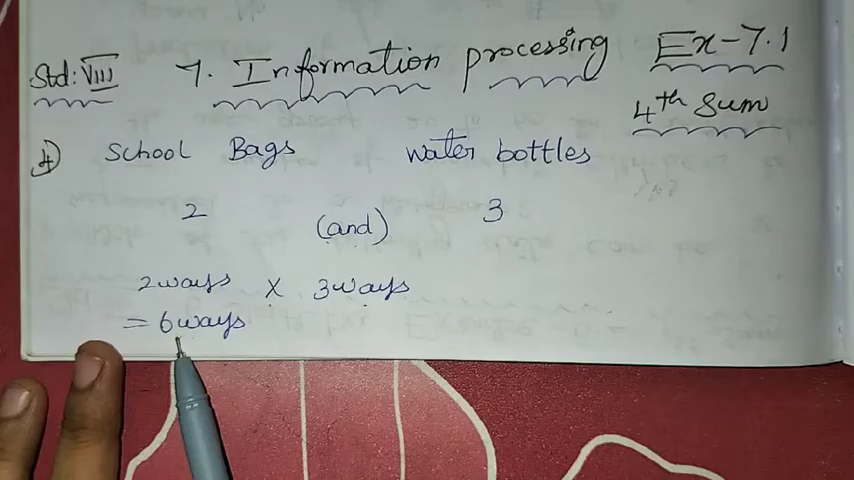 Std: VIII 7. Information processing Ex-7.1
4th Sum
4) School Bags water bottles
2 (and) 3
2ways x 3ways
= 6ways